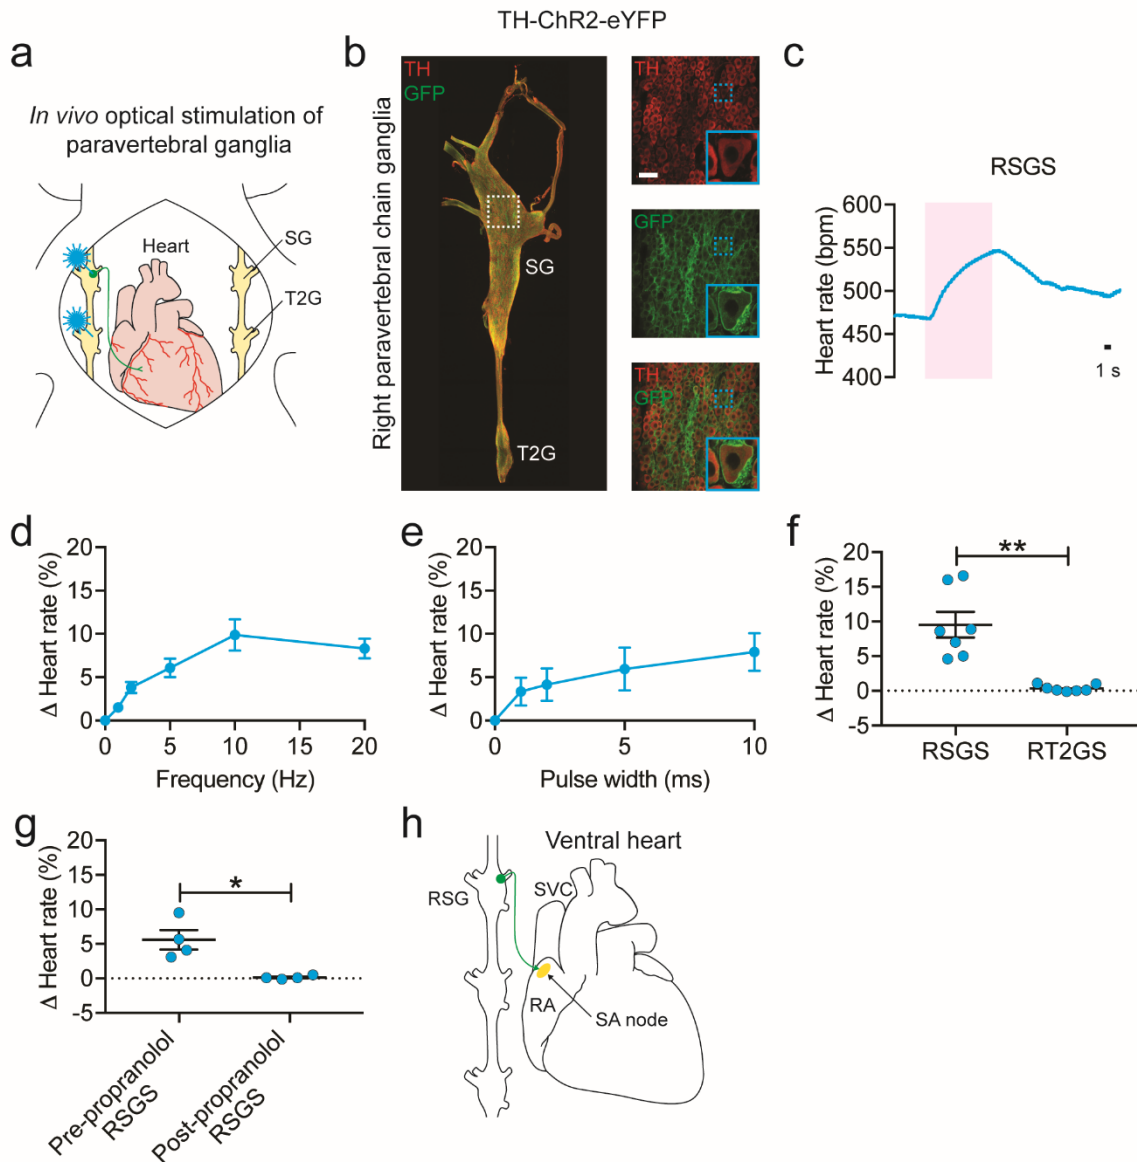 TH-ChR2-eYFP
a
In vivo optical stimulation of
paravertebral ganglia
Heart
SG
T2G
b
Right paravertebral chain ganglia
TH
GFP
SG
T2G
TH
GFP
TH
GFP
c
RSGS
Heart rate (bpm)
600
550
500
450
400
1 s
d
Δ Heart rate (%)
20
15
10
5
0
0
5
10
15
20
Frequency (Hz)
e
Δ Heart rate (%)
20
15
10
5
0
0
5
10
Pulse width (ms)
f
Δ Heart rate (%)
20
15
10
5
0
-5
**
RSGS
RT2GS
g
Δ Heart rate (%)
20
15
10
5
0
-5
*
Pre-propranolol
RSGS
Post-propranolol
RSGS
h
Ventral heart
RSG
SVC
RA
SA node